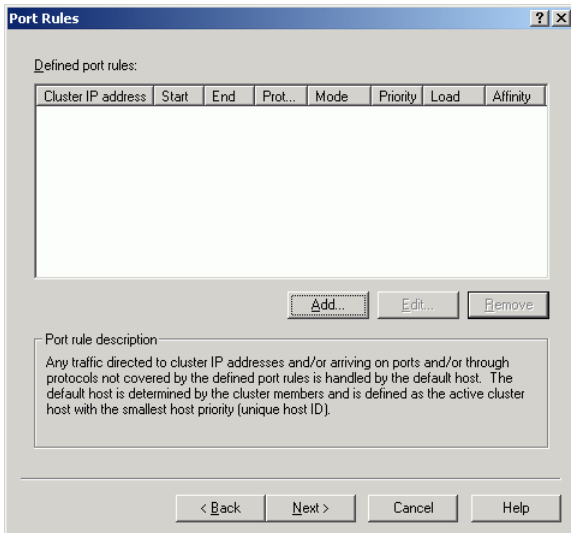 Port Rules
Defined port rules:
Cluster IP address Start End Prot... Mode Priority Load Affinity
Add... Edit... Remove
Port rule description
Any traffic directed to cluster IP addresses and/or arriving on ports and/or through
protocols not covered by the defined port rules is handled by the default host. The
default host is determined by the cluster members and is defined as the active cluster
host with the smallest host priority (unique host ID).
< Back Next > Cancel Help